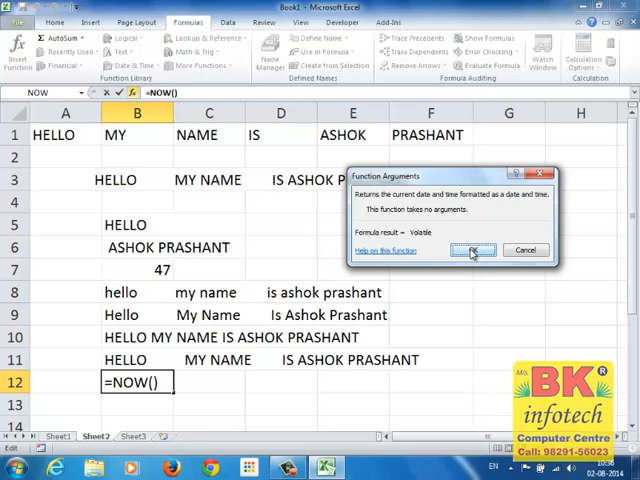 Book1 - Microsoft Excel
File Home Insert Page Layout Formulas Data Review View Developer Add-Ins
AutoSum Logical Lookup & Reference Define Name Trace Precedents Show Formulas
Recently Used Text Math & Trig Trace Dependents Error Checking
Insert Function Financial Name Manager Create from Selection Remove Arrows Evaluate Formula Watch Window Calculation Options
Function Library Defined Names Formula Auditing Calculation
NOW fx =NOW()
A B C D E F G H
1 HELLO MY NAME IS ASHOK PRASHANT
2
3 HELLO MY NAME IS ASHOK P
4
5 HELLO
6 ASHOK PRASHANT
7 47
8 hello my name is ashok prashant
9 Hello My Name Is Ashok Prashant
10 HELLO MY NAME IS ASHOK PRASHANT
11 HELLO MY NAME IS ASHOK PRASHANT
12 =NOW()
13
14
Function Arguments
Returns the current date and time formatted as a date and time.
This function takes no arguments.
Formula result = Volatile
Help on this function OK Cancel
M/s.
BK ®
infotech
Computer Centre
Call: 98291-56023
Sheet1 Sheet2 Sheet3
Edit
EN
02-08-2014